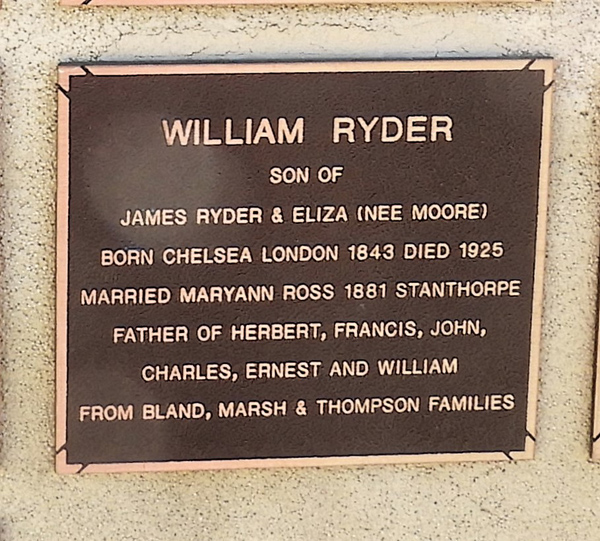 WILLIAM RYDER
SON OF
JAMES RYDER & ELIZA (NEE MOORE)
BORN CHELSEA LONDON 1843 DIED 1925
MARRIED MARYANN ROSS 1881 STANTHORPE
FATHER OF HERBERT, FRANCIS, JOHN,
CHARLES, ERNEST AND WILLIAM
FROM BLAND, MARSH & THOMPSON FAMILIES